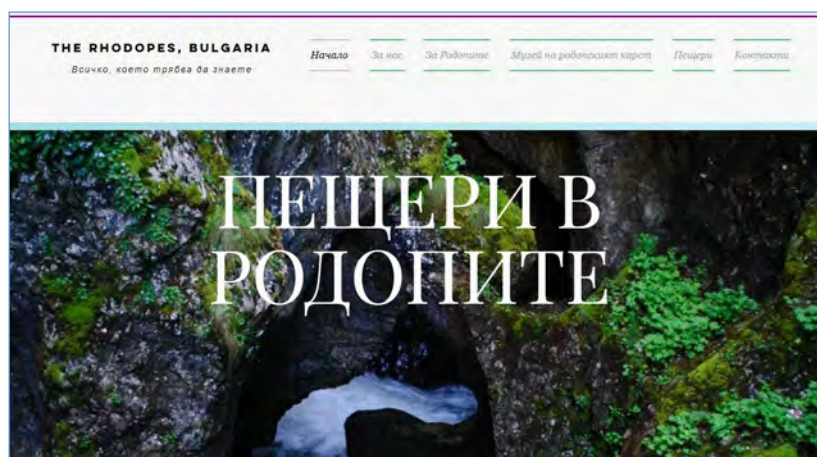 THE RHODOPES, BULGARIA
Всичко, което трябва да знаете
Начало За нас За Родопите Музей на родопският карст Пещери Контакти
ПЕЩЕРИ В
РОДОПИТЕ